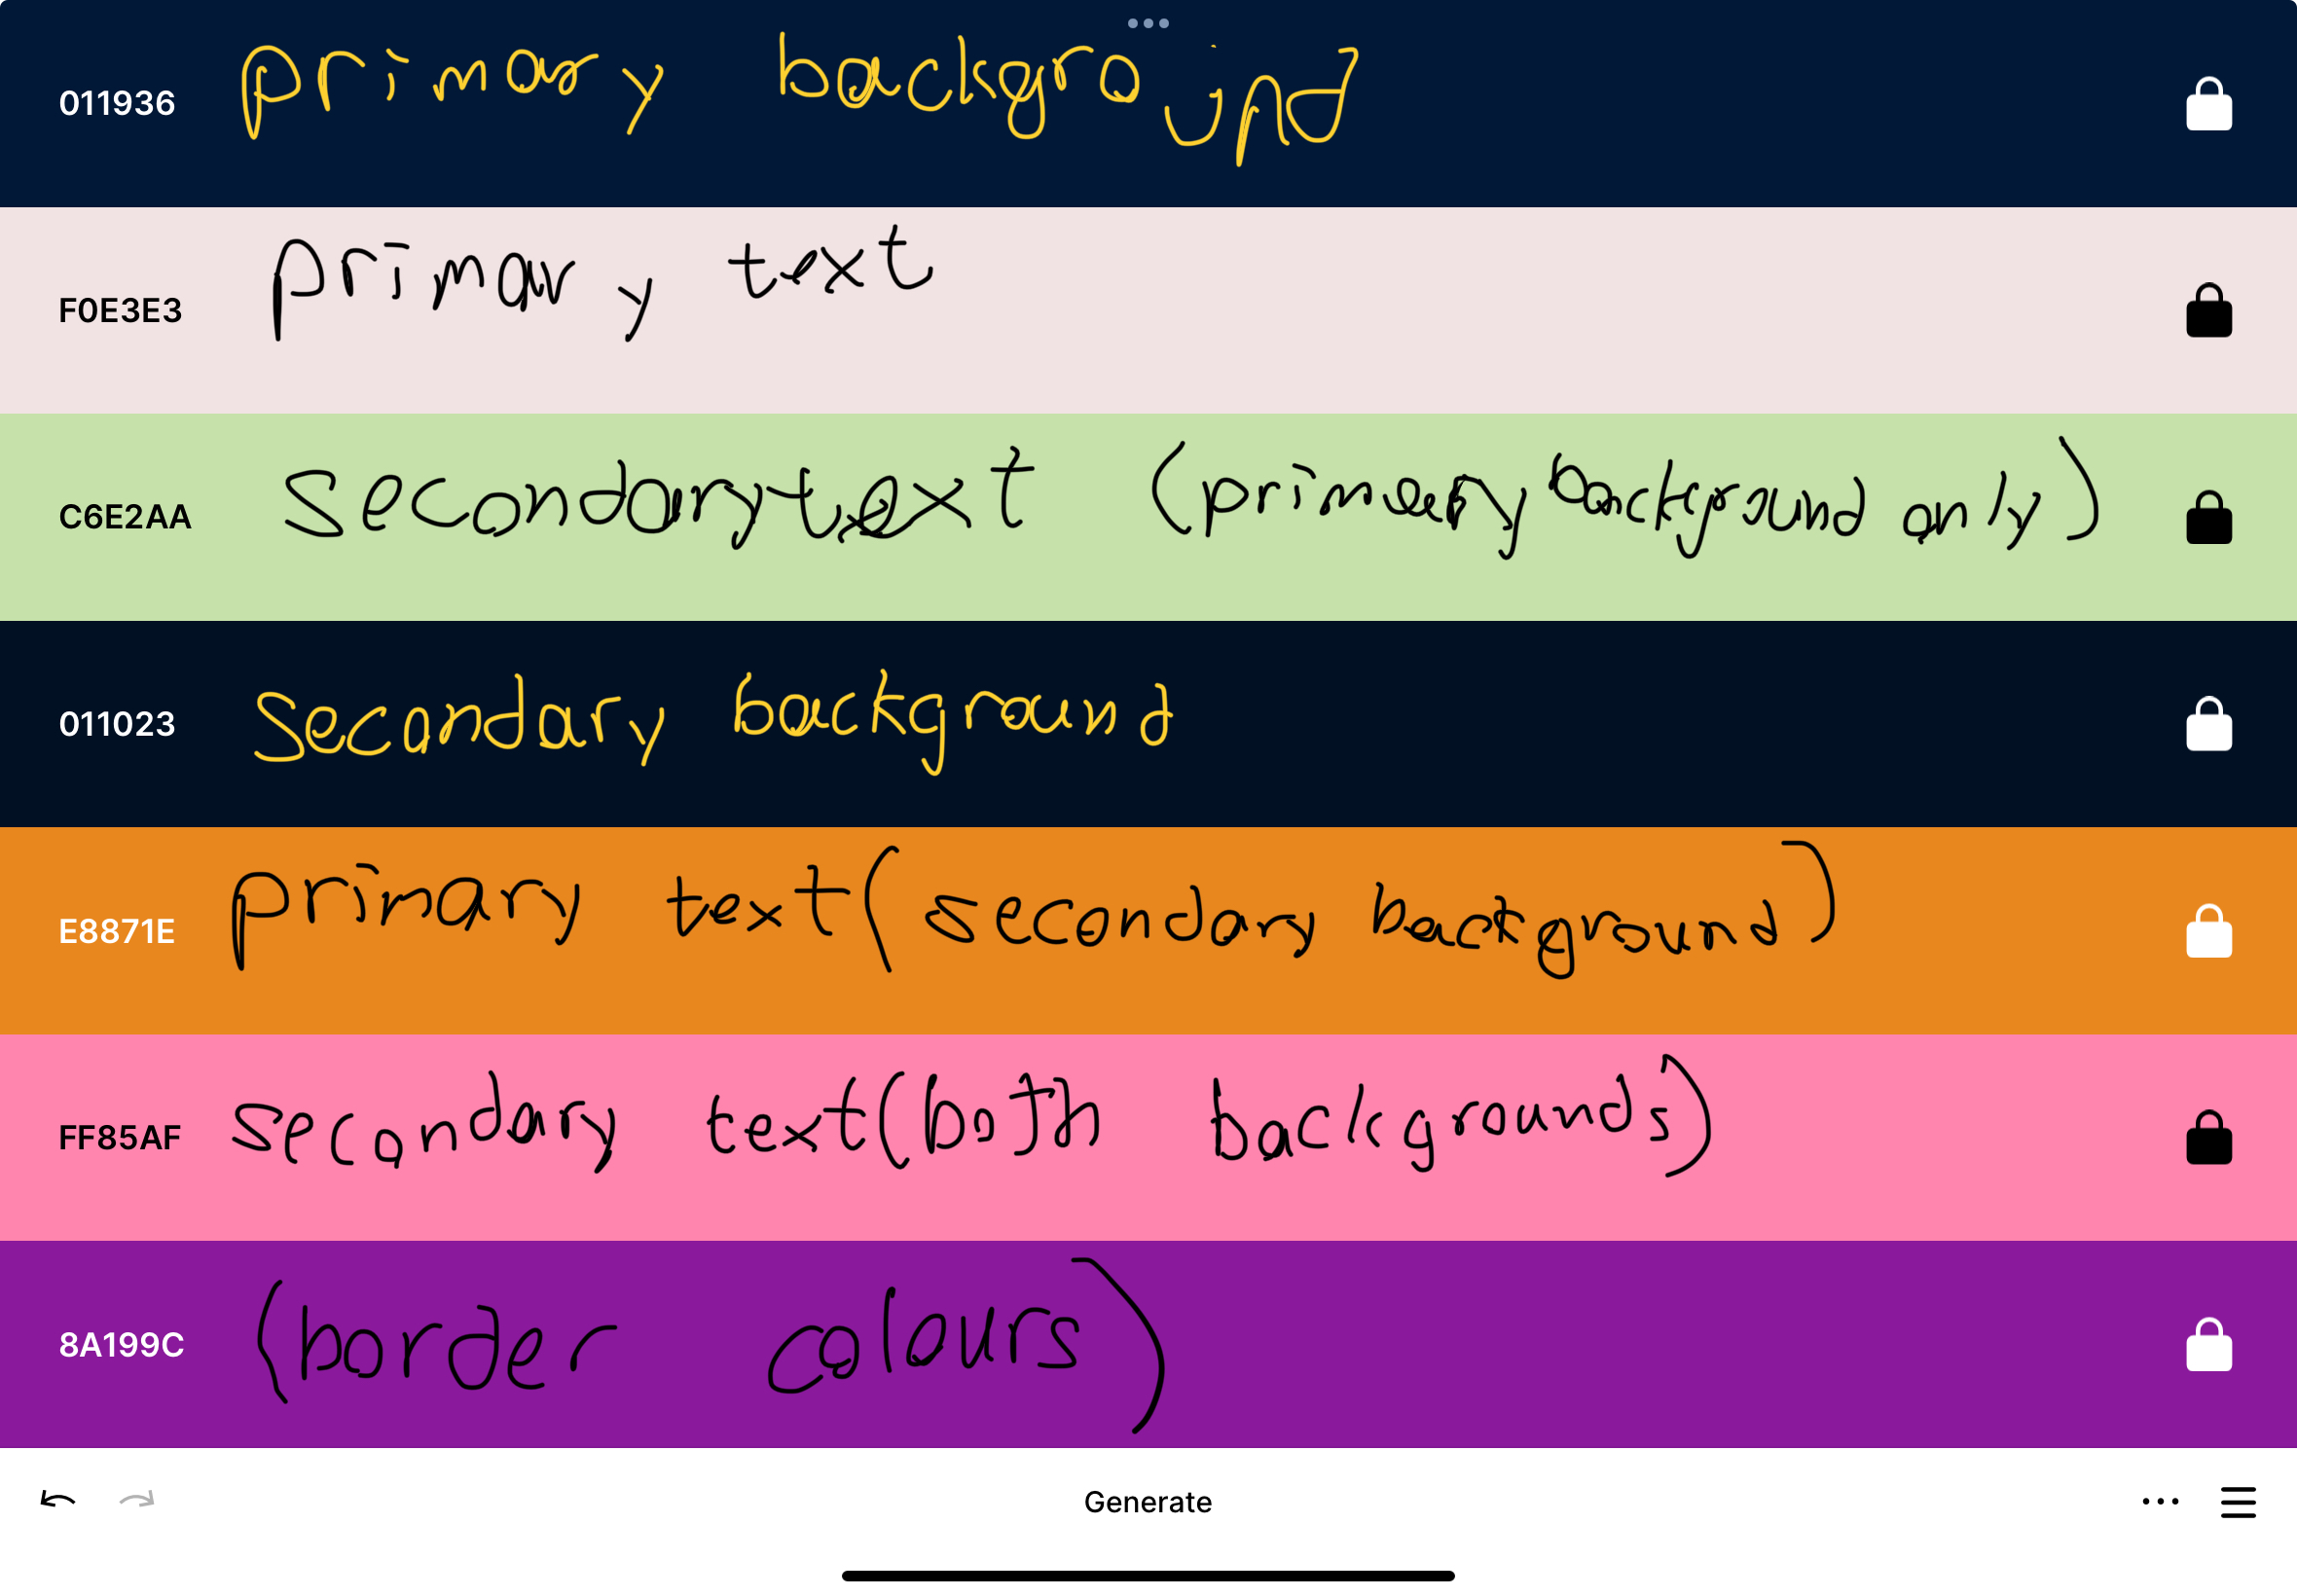 011936 primary background
F0E3E3 primary text
C6E2AA secondary text (primary background only)
011023 secondary background
E8871E primary text (secondary background)
FF85AF secondary text (both backgrounds)
8A199C (border colours)
Generate